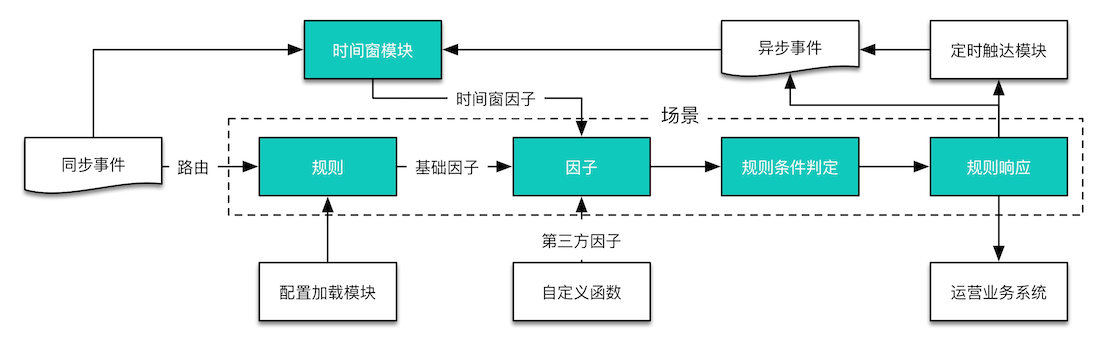 时间窗模块
异步事件
定时触达模块
时间窗因子
场景
同步事件
路由
规则
基础因子
因子
规则条件判定
规则响应
第三方因子
配置加载模块
自定义函数
运营业务系统